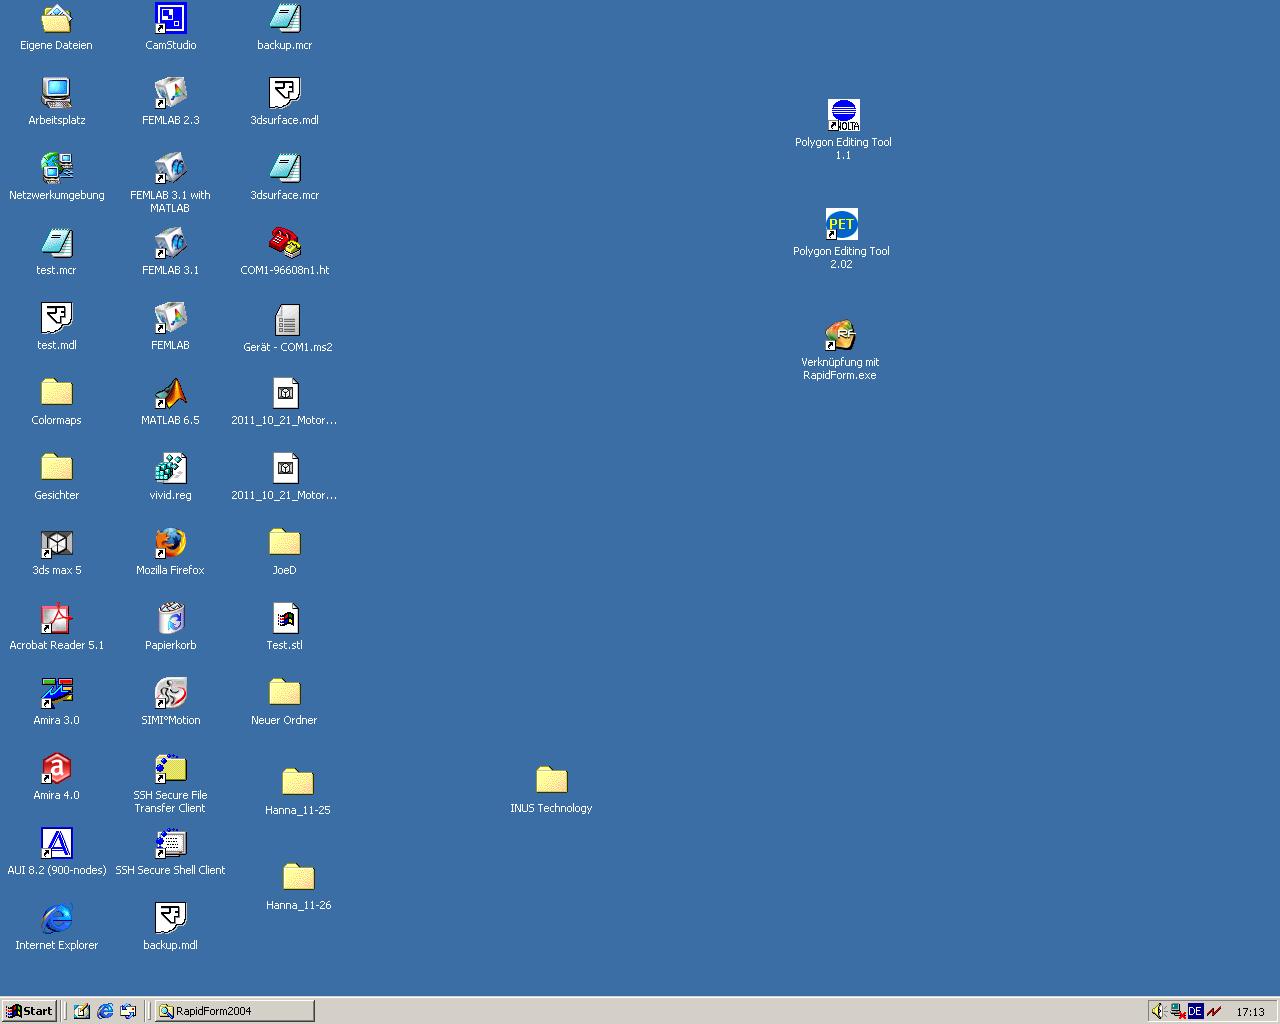 Eigene Dateien
Arbeitsplatz
Netzwerkumgebung
test.mcr
test.mdl
Colormaps
Gesichter
3ds max 5
Acrobat Reader 5.1
Amira 3.0
Amira 4.0
AUI 8.2 (900-nodes)
Internet Explorer
CamStudio
FEMLAB 2.3
FEMLAB 3.1 with
MATLAB
FEMLAB 3.1
FEMLAB
MATLAB 6.5
vivid.reg
Mozilla Firefox
Papierkorb
SIMI°Motion
SSH Secure File
Transfer Client
SSH Secure Shell Client
backup.mdl
backup.mcr
3dsurface.mdl
3dsurface.mcr
COM1-96608n1.ht
Gerät - COM1.ms2
2011_10_21_Motor...
2011_10_21_Motor...
JoeD
Test.stl
Neuer Ordner
Hanna_11-25
Hanna_11-26
INUS Technology
Polygon Editing Tool
1.1
PET
Polygon Editing Tool
2.02
RF
Verknüpfung mit
RapidForm.exe
Start
RapidForm2004
DE
17:13